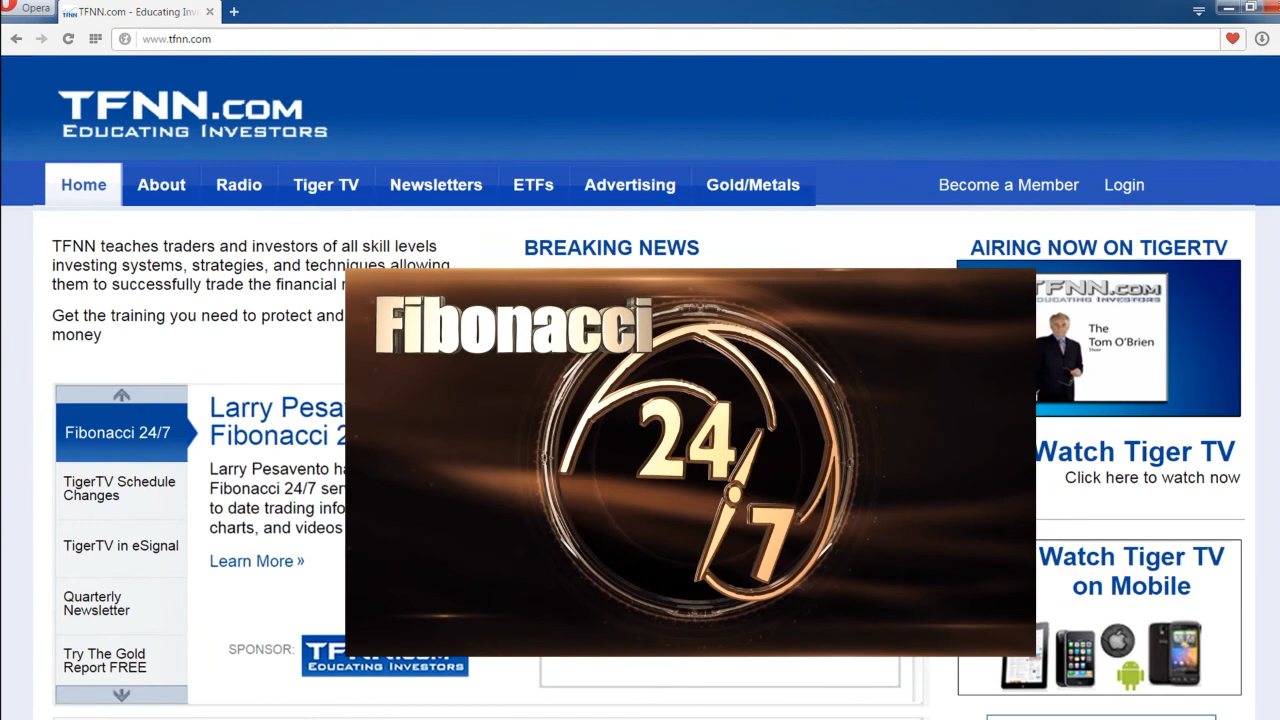 Opera
TFNN.com - Educating Inv
www.tfnn.com
TFNN.COM
EDUCATING INVESTORS
Home
About
Radio
Tiger TV
Newsletters
ETFs
Advertising
Gold/Metals
Become a Member
Login
TFNN teaches traders and investors of all skill levels
investing systems, strategies, and techniques allowing
them to successfully trade the financial
Get the training you need to protect and
money
BREAKING NEWS
AIRING NOW ON TIGERTV
TFNN.COM
EDUCATING INVESTORS
The
Tom O'Brien
Show
Fibonacci
24
7
Fibonacci 24/7
TigerTV Schedule
Changes
TigerTV in eSignal
Quarterly
Newsletter
Try The Gold
Report FREE
Larry Pesa
Fibonacci 2
Larry Pesavento ha
Fibonacci 24/7 ser
to date trading info
charts, and videos
Learn More »
SPONSOR:
TFNN.COM
EDUCATING INVESTORS
Watch Tiger TV
Click here to watch now
Watch Tiger TV
on Mobile